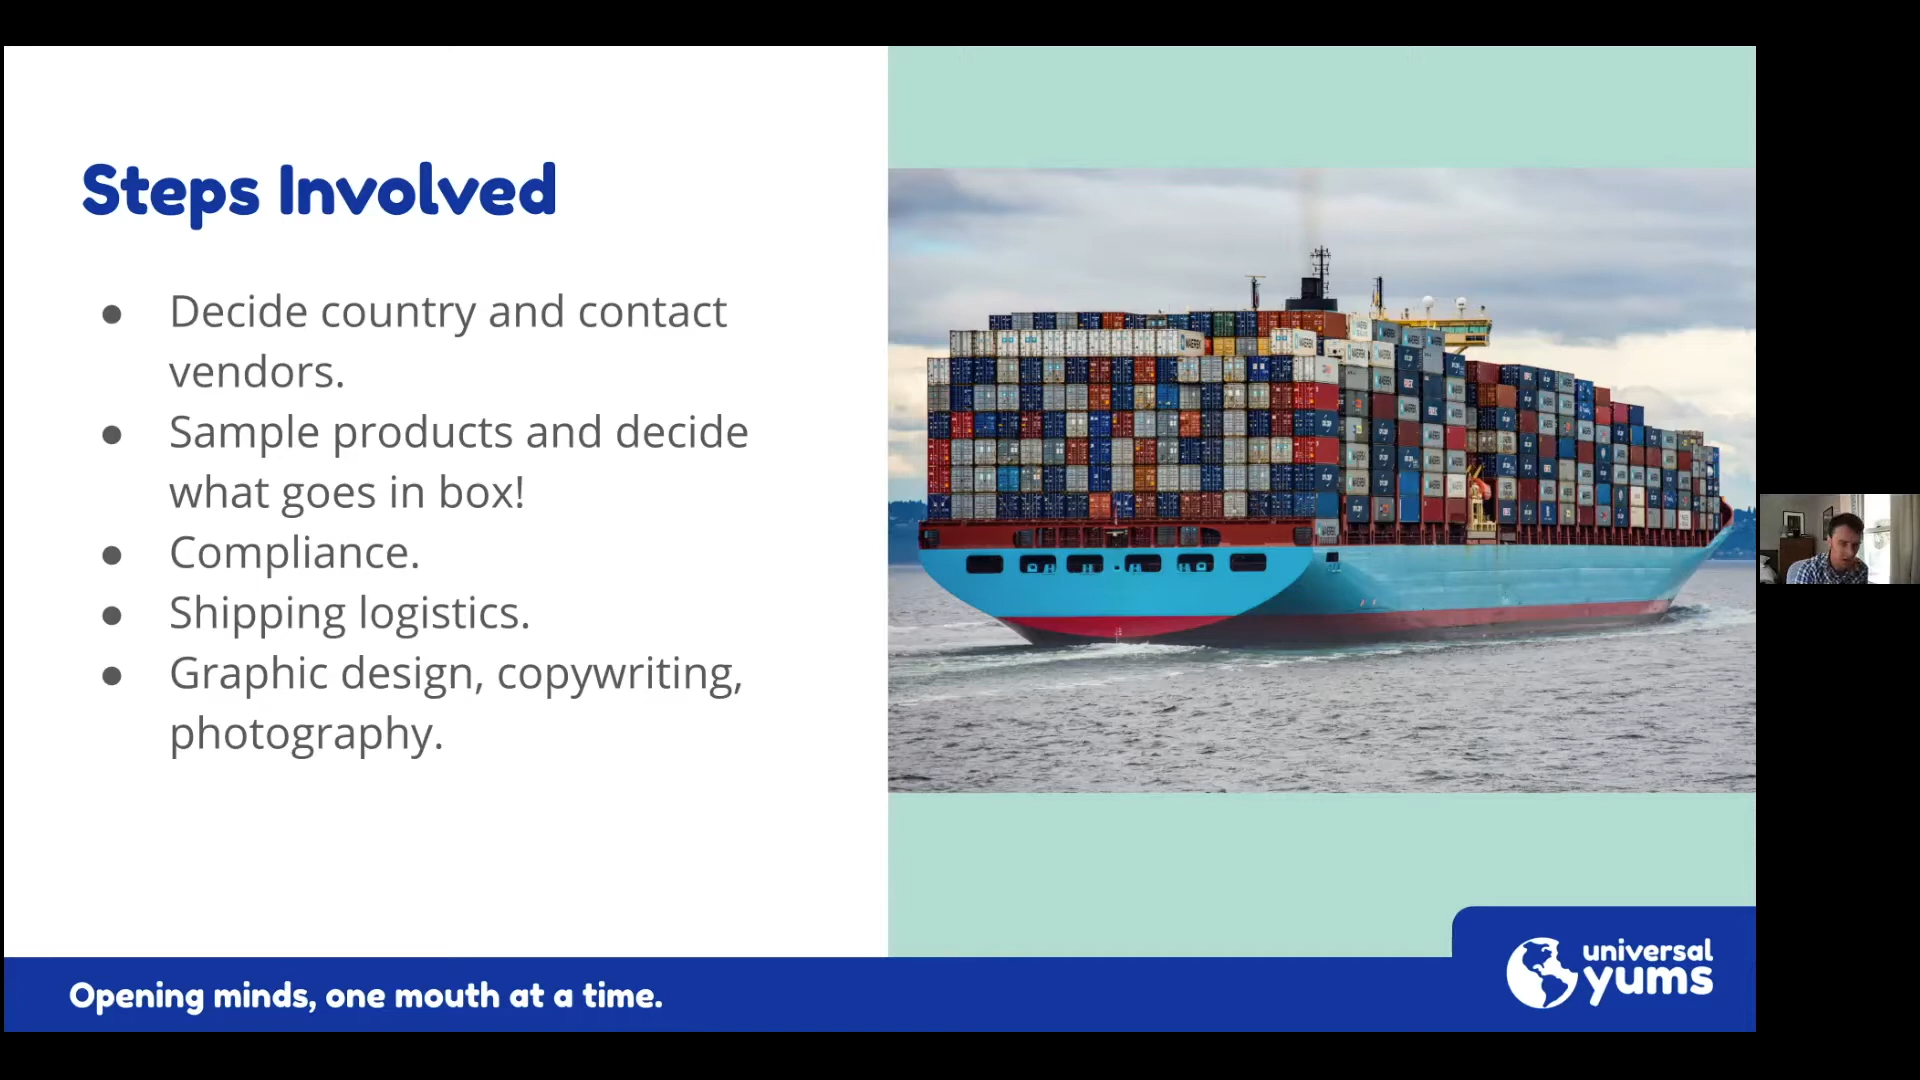 Steps Involved
● Decide country and contact
vendors.
● Sample products and decide
what goes in box!
● Compliance.
● Shipping logistics.
● Graphic design, copywriting,
photography.
Opening minds, one mouth at a time.
universal
yums